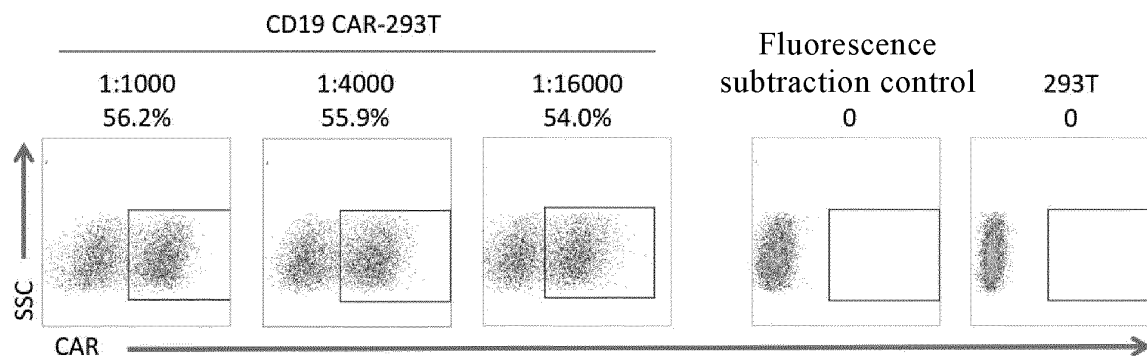 CD19 CAR-293T
1:1000
56.2%
1:4000
55.9%
1:16000
54.0%
Fluorescence
subtraction control
0
293T
0
SSC
CAR